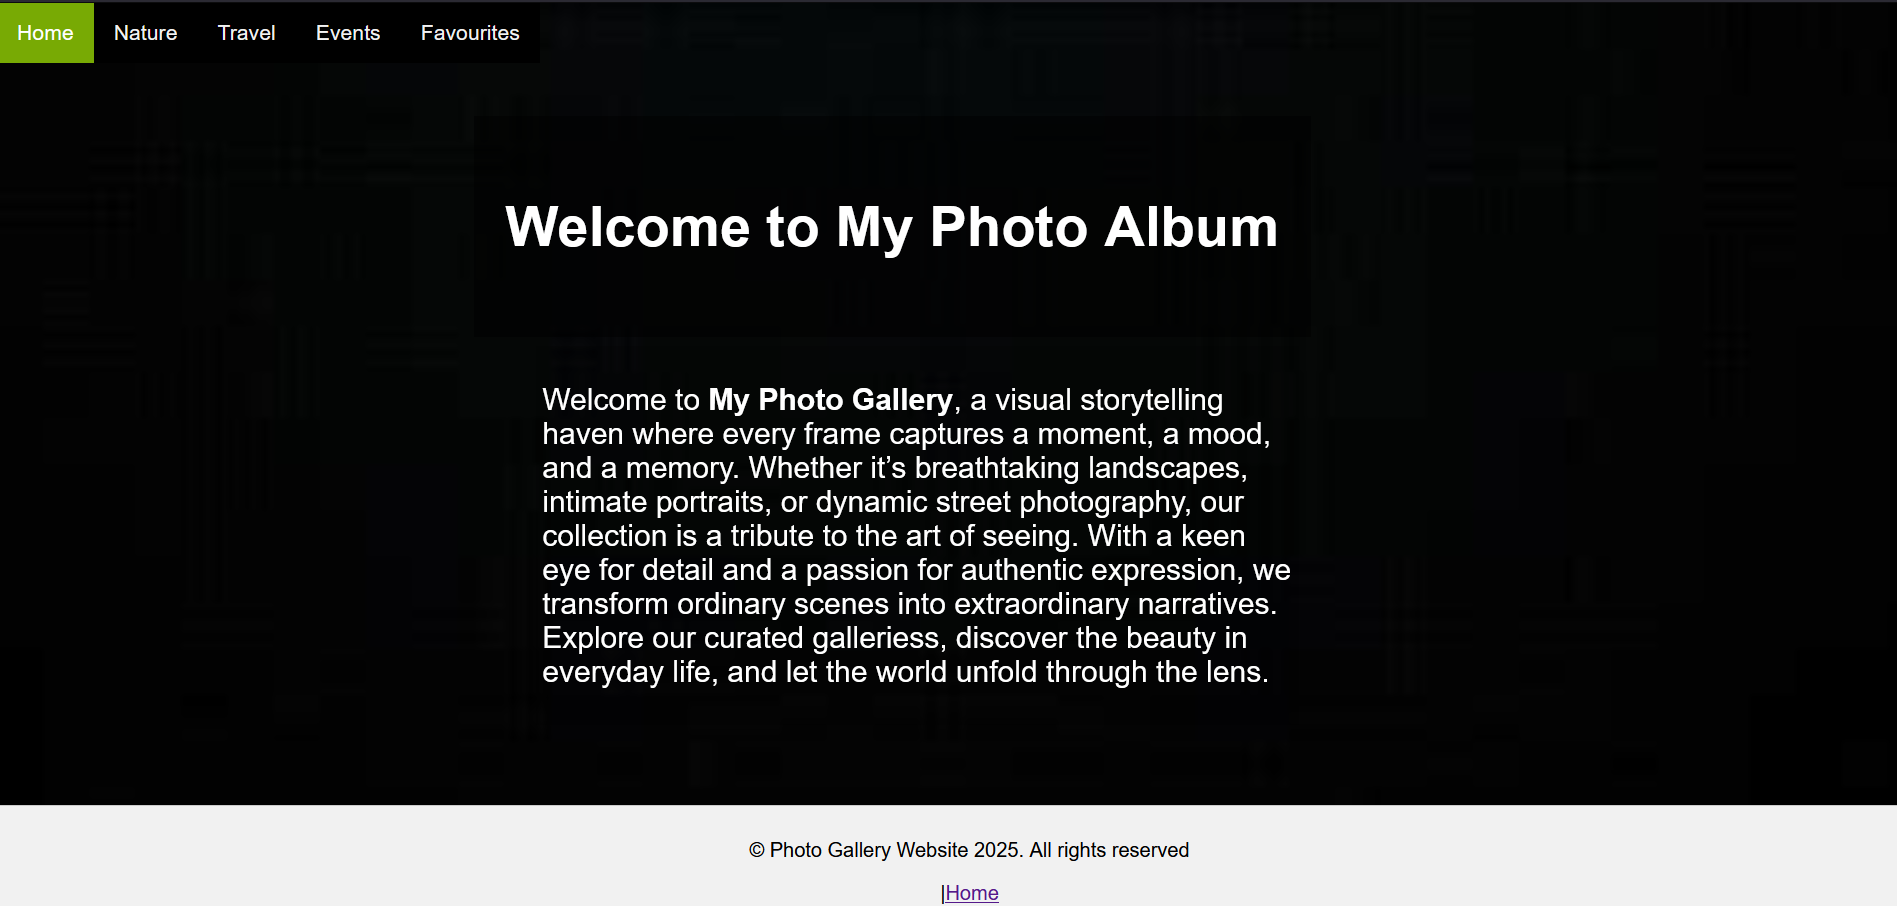 Home Nature Travel Events Favourites
Welcome to My Photo Album
Welcome to My Photo Gallery, a visual storytelling
haven where every frame captures a moment, a mood,
and a memory. Whether it’s breathtaking landscapes,
intimate portraits, or dynamic street photography, our
collection is a tribute to the art of seeing. With a keen
eye for detail and a passion for authentic expression, we
transform ordinary scenes into extraordinary narratives.
Explore our curated galleriess, discover the beauty in
everyday life, and let the world unfold through the lens.
© Photo Gallery Website 2025. All rights reserved
|Home